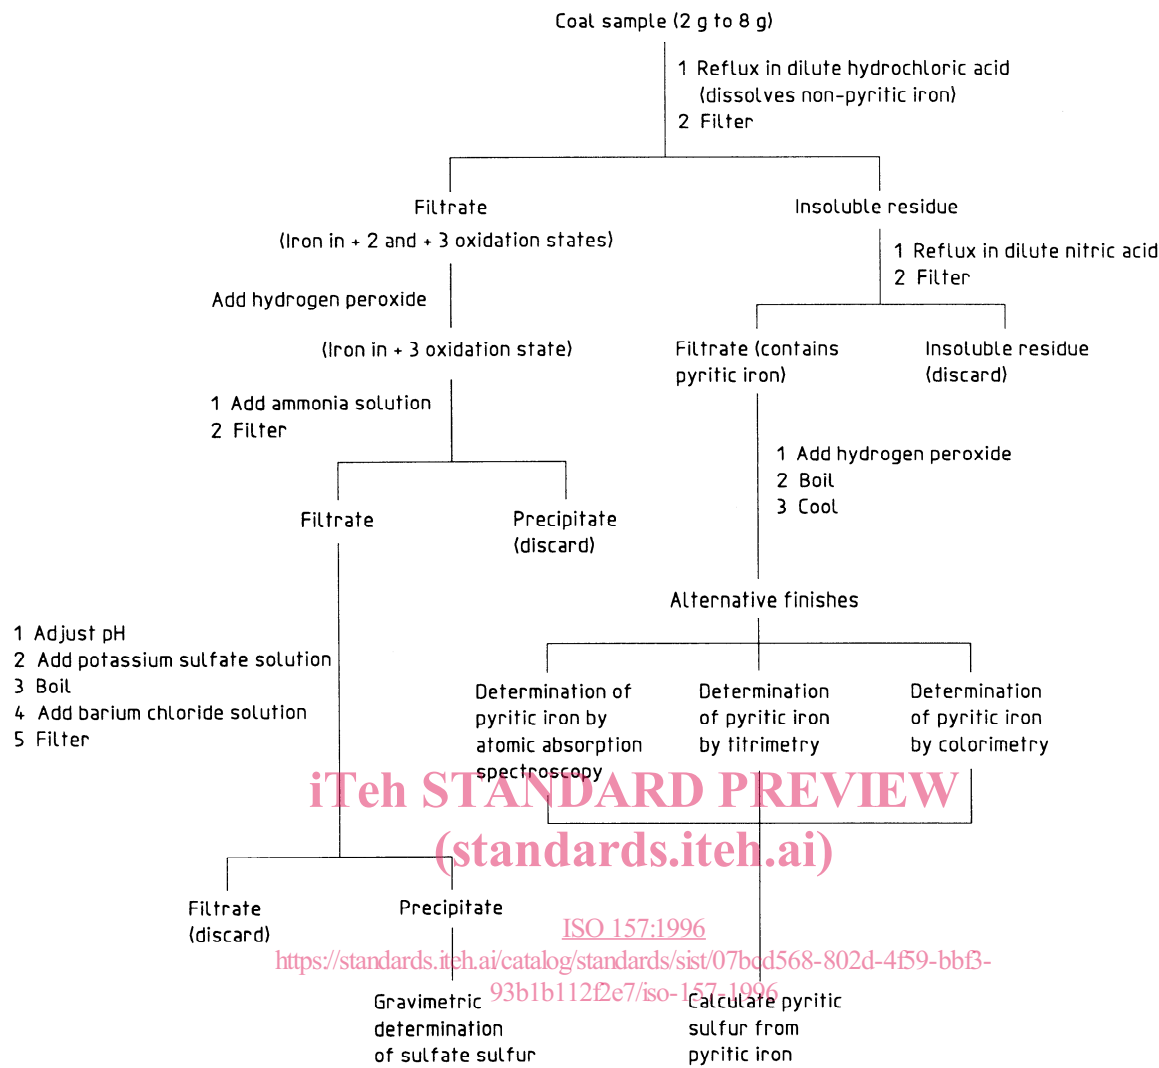 Coal sample (2 g to 8 g)
1 Reflux in dilute hydrochloric acid
(dissolves non-pyritic iron)
2 Filter
Filtrate
(Iron in + 2 and + 3 oxidation states)
Insoluble residue
1 Reflux in dilute nitric acid
2 Filter
Add hydrogen peroxide
(Iron in + 3 oxidation state)
Filtrate (contains
pyritic iron)
Insoluble residue
(discard)
1 Add ammonia solution
2 Filter
1 Add hydrogen peroxide
2 Boil
3 Cool
Filtrate
Precipitate
(discard)
Alternative finishes
1 Adjust pH
2 Add potassium sulfate solution
3 Boil
4 Add barium chloride solution
5 Filter
Determination of
pyritic iron by
atomic absorption
spectroscopy
Determination
of pyritic iron
by titrimetry
Determination
of pyritic iron
by colorimetry
iTeh STANDARD PREVIEW
(standards.iteh.ai)
Filtrate
(discard)
Precipitate
ISO 157:1996
https://standards.iteh.ai/catalog/standards/sist/07bcd568-802d-4f59-bbf3-
93b1b112f2e7/iso-157-1996
Gravimetric
determination
of sulfate sulfur
Calculate pyritic
sulfur from
pyritic iron